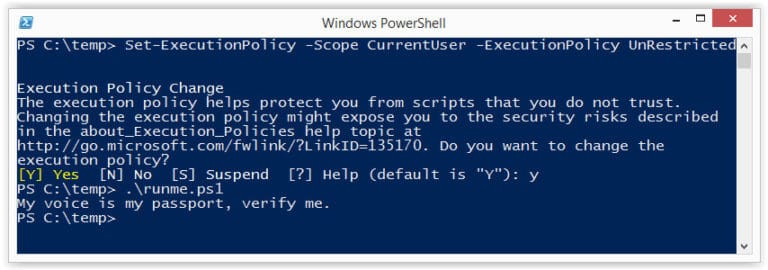 Windows PowerShell
PS C:\temp> Set-ExecutionPolicy -Scope CurrentUser -ExecutionPolicy UnRestricted
Execution Policy Change
The execution policy helps protect you from scripts that you do not trust.
Changing the execution policy might expose you to the security risks described
in the about_Execution_Policies help topic at
http://go.microsoft.com/fwlink/?LinkID=135170. Do you want to change the
execution policy?
[Y] Yes  [N] No  [S] Suspend  [?] Help (default is "Y"): y
PS C:\temp> .\runme.ps1
My voice is my passport, verify me.
PS C:\temp>